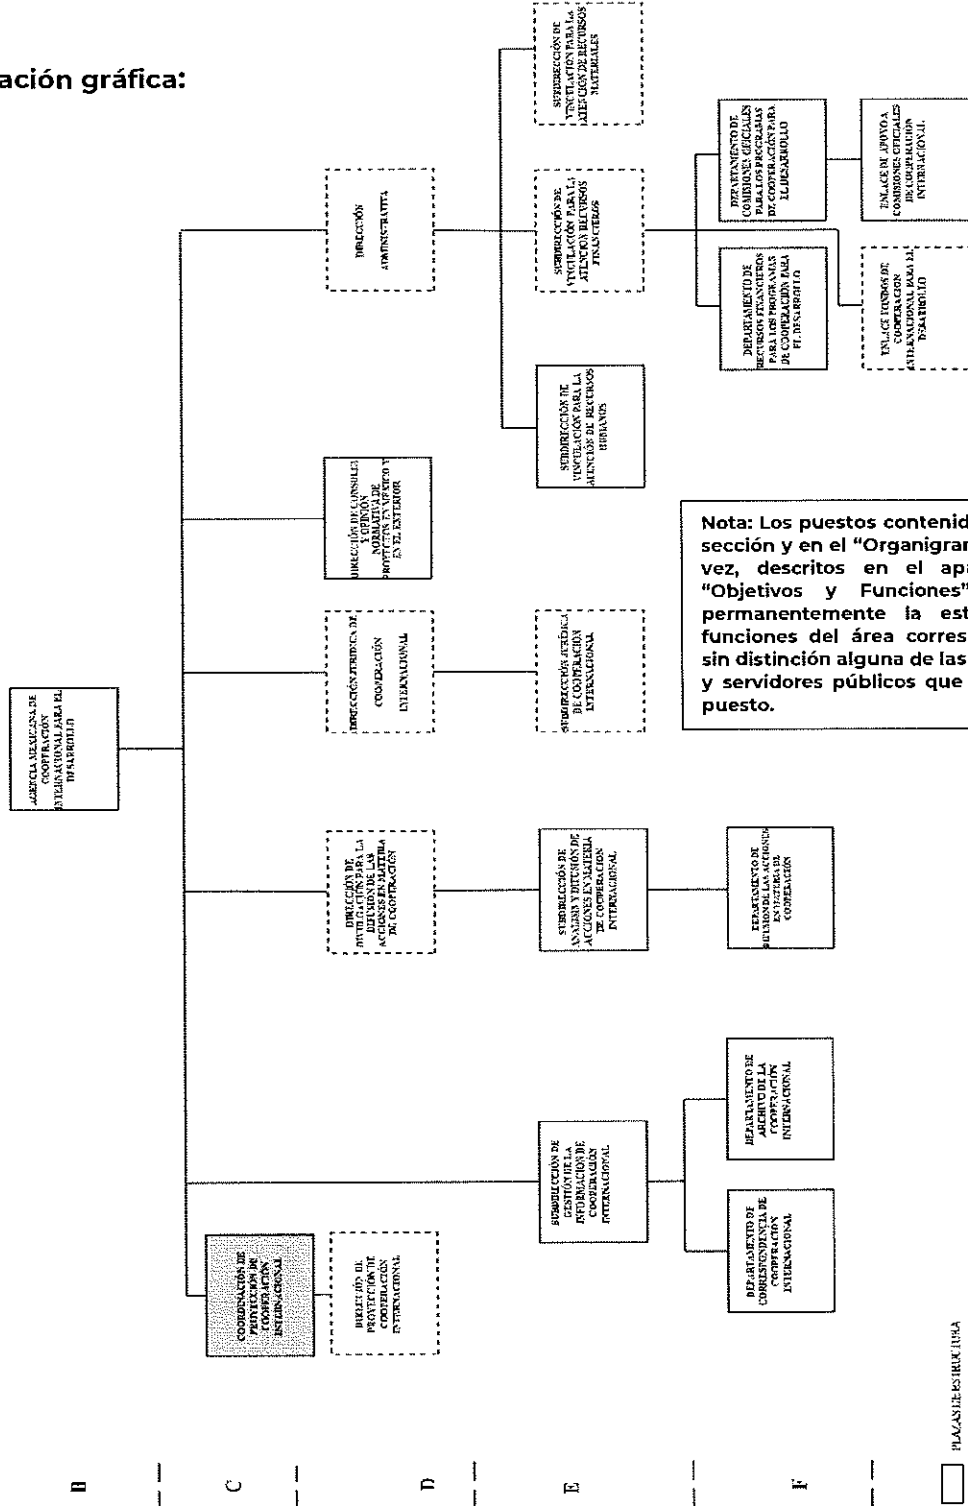 ación gráfica:
AGENCIA MEXICANA DE
COOPERACIÓN
INTERNACIONAL PARA EL
DESARROLLO
COORDINACIÓN DE
PROYECCIÓN DE
COOPERACIÓN
INTERNACIONAL
DIRECCIÓN DE
PROYECCIÓN DE
COOPERACIÓN
INTERNACIONAL
SUBDIRECCIÓN DE
GESTIÓN DE LA
INFORMACIÓN DE
COOPERACIÓN
INTERNACIONAL
DEPARTAMENTO DE
CORRESPONDENCIA DE
COOPERACIÓN
INTERNACIONAL
DEPARTAMENTO DE
ARCHIVO DE LA
COOPERACIÓN
INTERNACIONAL
DIRECCIÓN DE
DIVULGACIÓN PARA LA
DIFUSIÓN DE LAS
ACCIONES EN MATERIA
DE COOPERACIÓN
SUBDIRECCIÓN DE
ANÁLISIS Y DIFUSIÓN DE
ACCIONES EN MATERIA
DE COOPERACION
INTERNACIONAL
DEPARTAMENTO DE
DIFUSIÓN DE LAS ACCIONES
EN MATERIA DE
COOPERACIÓN
DIRECCIÓN JURÍDICA DE
COOPERACIÓN
INTERNACIONAL
SUBDIRECCIÓN JURÍDICA
DE COOPERACIÓN
INTERNACIONAL
DIRECCIÓN DE CONSULTA
Y OPINIÓN
NORMATIVA DE
PROYECTOS EN MÉXICO Y
EN EL EXTERIOR
DIRECCIÓN
ADMINISTRATIVA
SUBDIRECCIÓN DE
VINCULACIÓN PARA LA
ATENCIÓN DE RECURSOS
HUMANOS
SUBDIRECCIÓN DE
VINCULACIÓN PARA LA
ATENCIÓN RECURSOS
FINANCIEROS
SUBDIRECCIÓN DE
VINCULACIÓN PARA LA
ATENCIÓN DE RECURSOS
MATERIALES
DEPARTAMENTO DE
RECURSOS FINANCIEROS
PARA LOS PROGRAMAS
DE COOPERACIÓN PARA
EL DESARROLLO
DEPARTAMENTO DE
COMISIONES OFICIALES
PARA LOS PROGRAMAS
DE COOPERACIÓN PARA
EL DESARROLLO
ENLACE FONDOS DE
COOPERACION
INTERNACIONAL PARA EL
DESARROLLO
ENLACE DE APOYO A
COMISIONES OFICIALES
DE COOPERACION
INTERNACIONAL
Nota: Los puestos contenid
sección y en el "Organigran
vez, descritos en el apa
"Objetivos y Funciones"
permanentemente la est
funciones del área corres
sin distinción alguna de las
y servidores públicos que
puesto.
B
C
D
E
F
PLAZAS DE ESTRUCTURA